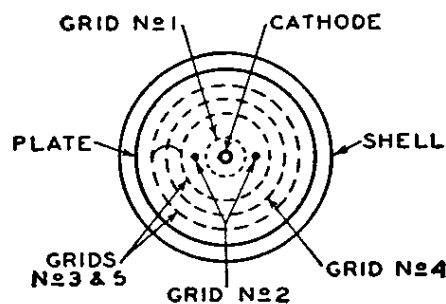 GRID №1
CATHODE
PLATE
SHELL
GRIDS
№3 & 5
GRID №4
GRID №2